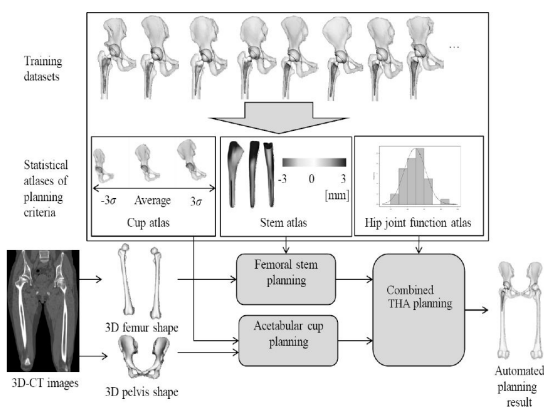 Training
datasets
...
Statistical
atlases of
planning
criteria
-3σ Average 3σ
Cup atlas
-3 0 3
[mm]
Stem atlas
Hip joint function atlas
3D-CT images
3D femur shape
3D pelvis shape
Femoral stem
planning
Acetabular cup
planning
Combined
THA planning
Automated
planning
result